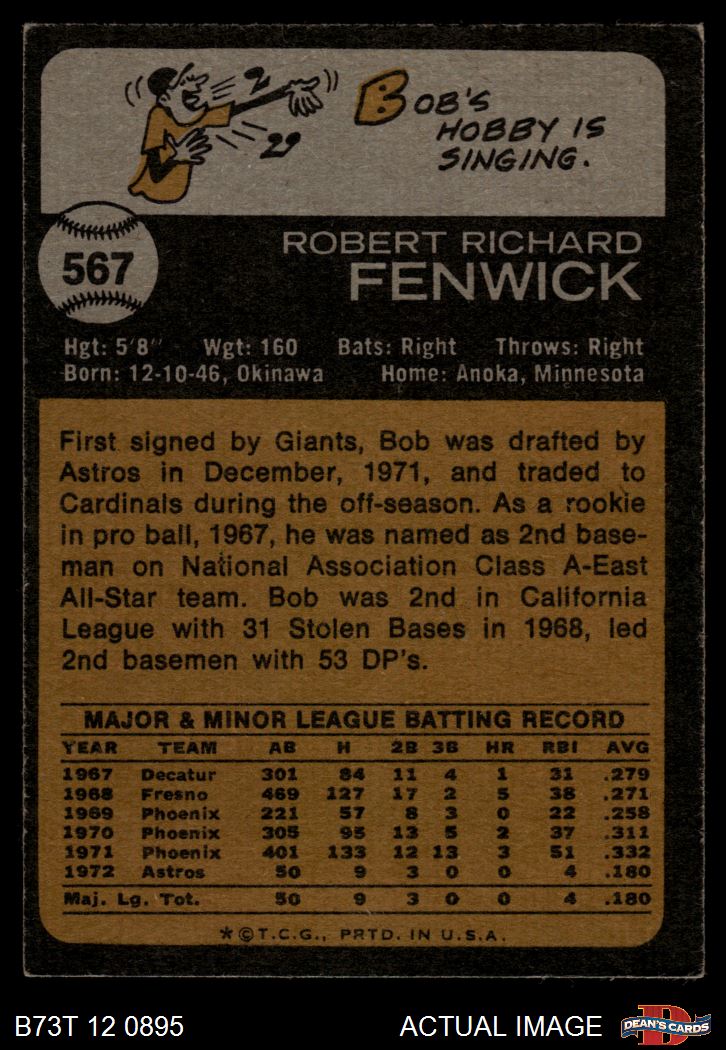 BOB'S
HOBBY IS
SINGING.
567
ROBERT RICHARD
FENWICK
Hgt: 5'8" Wgt: 160 Bats: Right Throws: Right
Born: 12-10-46, Okinawa Home: Anoka, Minnesota
First signed by Giants, Bob was drafted by
Astros in December, 1971, and traded to
Cardinals during the off-season. As a rookie
in pro ball, 1967, he was named as 2nd base-
man on National Association Class A-East
All-Star team. Bob was 2nd in California
League with 31 Stolen Bases in 1968, led
2nd basemen with 53 DP's.
MAJOR & MINOR LEAGUE BATTING RECORD
YEAR TEAM AB H 2B 3B HR RBI AVG
1967 Decatur 301 84 11 4 1 31 .279
1968 Fresno 469 127 17 2 5 38 .271
1969 Phoenix 221 57 8 3 0 22 .258
1970 Phoenix 305 95 13 5 2 37 .311
1971 Phoenix 401 133 12 13 3 51 .332
1972 Astros 50 9 3 0 0 4 .180
Maj. Lg. Tot. 50 9 3 0 0 4 .180
*©T.C.G., PRTD. IN U.S.A.
B73T 12 0895 ACTUAL IMAGE
D
DEAN'S CARDS